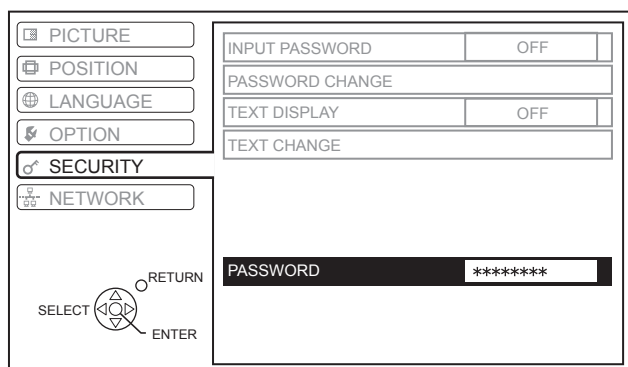 PICTURE
POSITION
LANGUAGE
OPTION
SECURITY
NETWORK
RETURN
SELECT
ENTER
INPUT PASSWORD OFF
PASSWORD CHANGE
TEXT DISPLAY OFF
TEXT CHANGE
PASSWORD ********